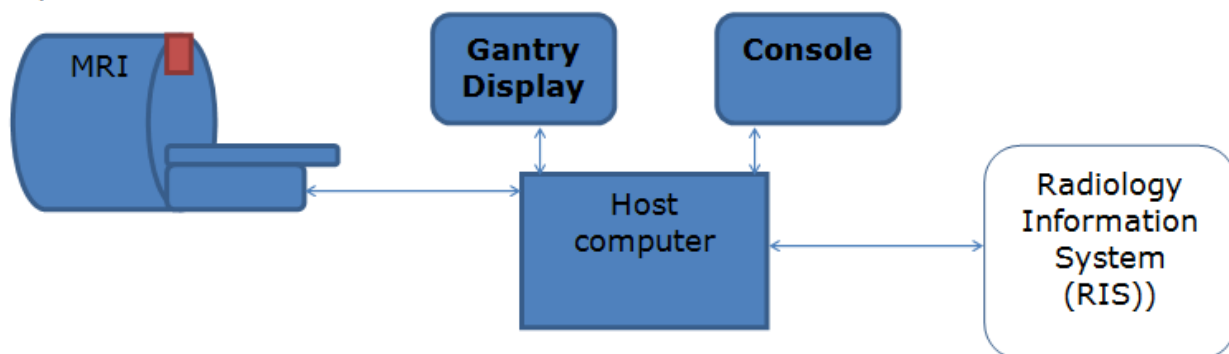 MRI
Gantry
Display
Console
Host
computer
Radiology
Information
System
(RIS))